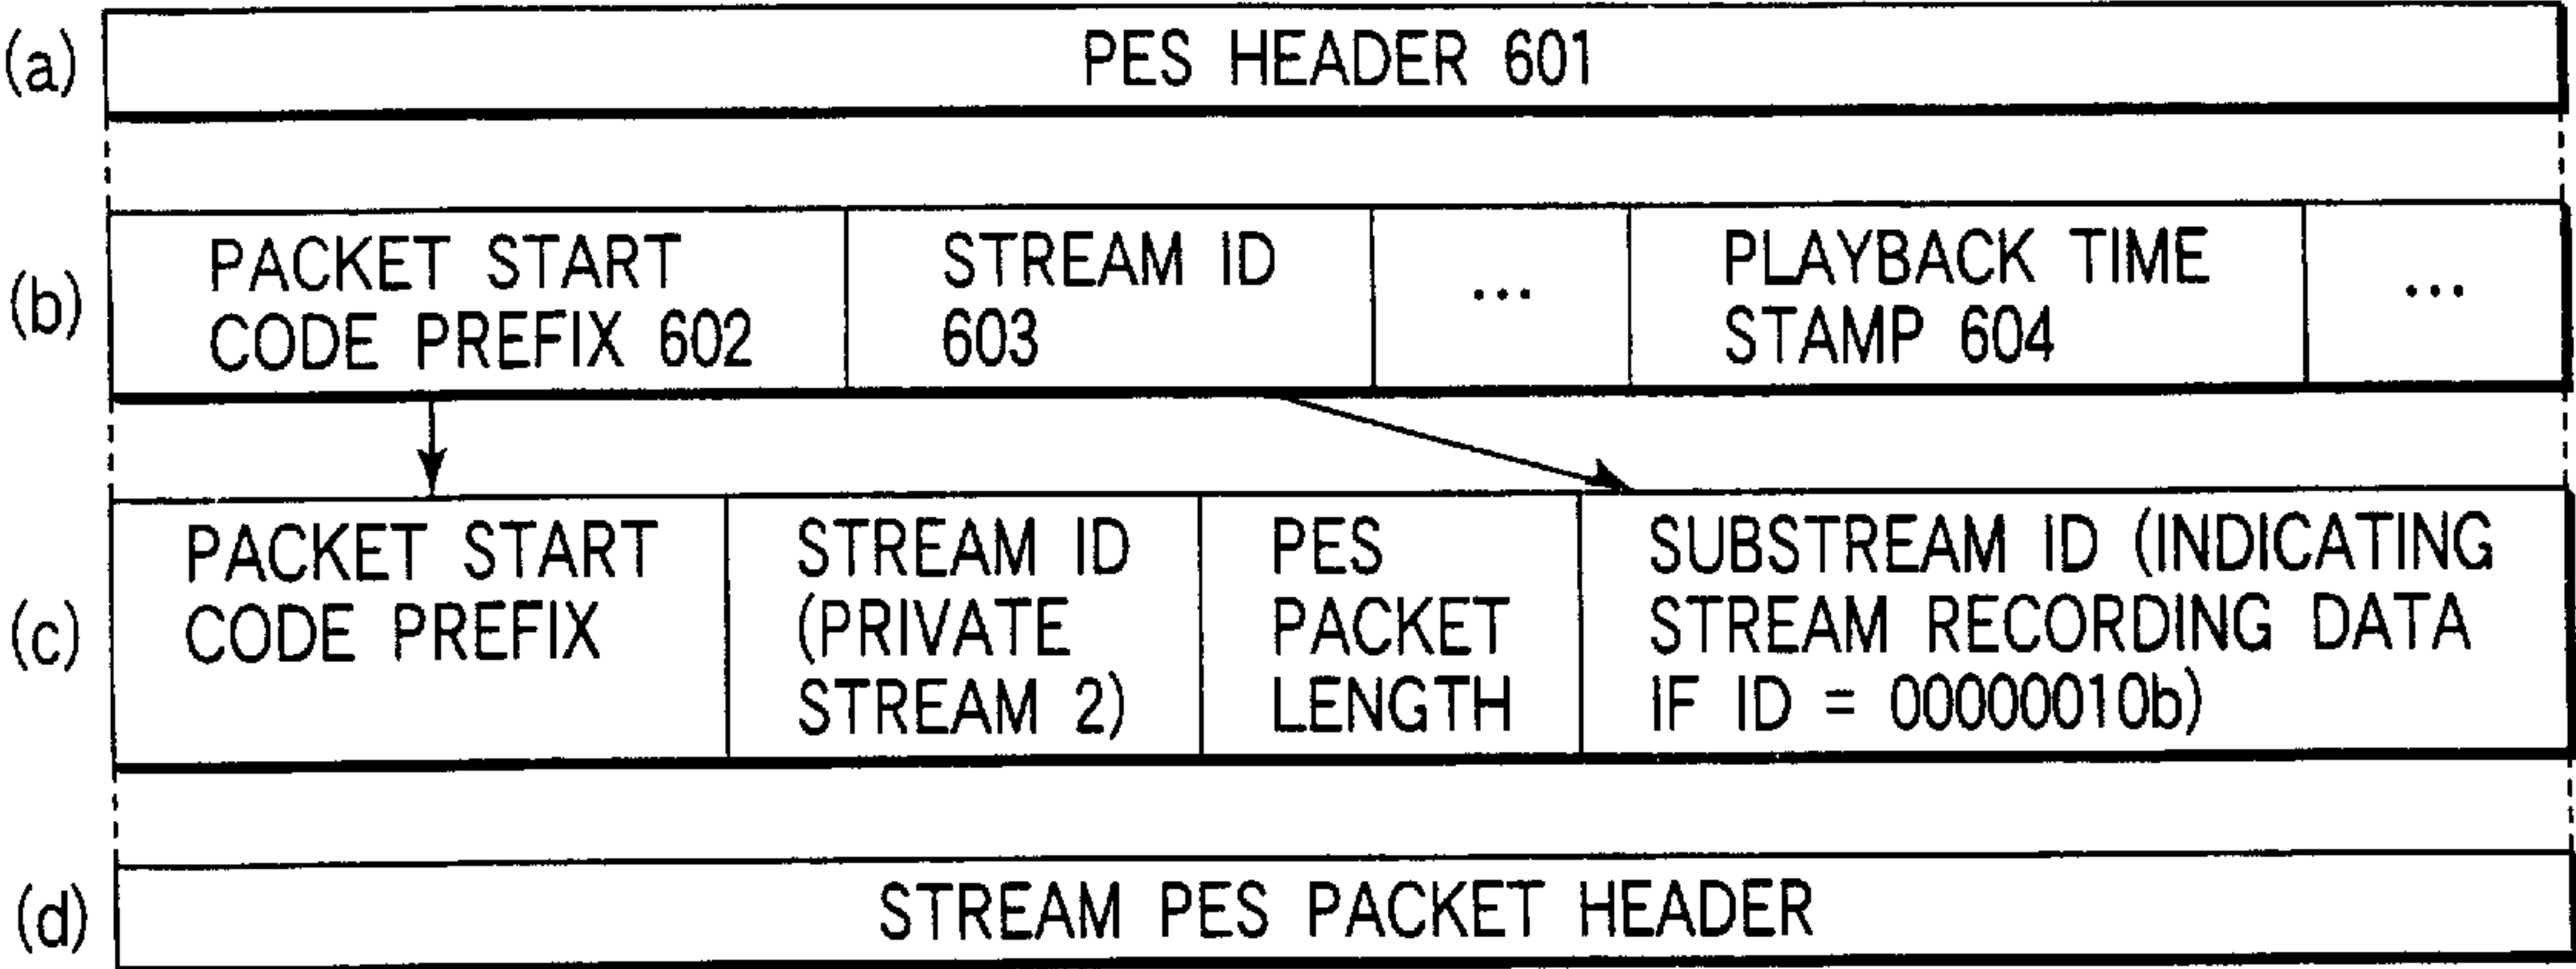 (a)
PES HEADER 601
(b)
PACKET START
CODE PREFIX 602
STREAM ID
603
...
PLAYBACK TIME
STAMP 604
...
(c)
PACKET START
CODE PREFIX
STREAM ID
(PRIVATE
STREAM 2)
PES
PACKET
LENGTH
SUBSTREAM ID (INDICATING
STREAM RECORDING DATA
IF ID = 00000010b)
(d)
STREAM PES PACKET HEADER